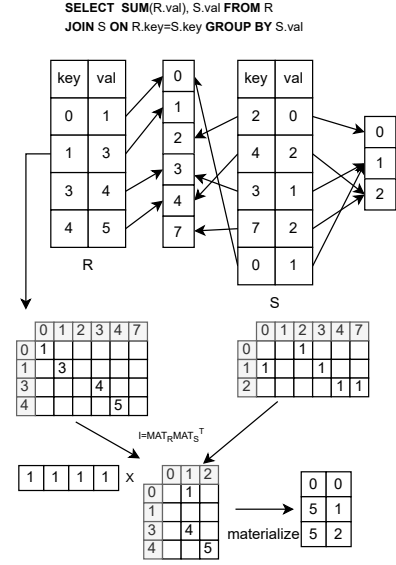 SELECT SUM(R.val), S.val FROM R
JOIN S ON R.key=S.key GROUP BY S.val
key val
0 1
1 3
3 4
4 5
R
0
1
2
3
4
7
key val
2 0
4 2
3 1
7 2
0 1
S
0
1
2
0 1 2 3 4 7
0 1
1 3
3 4
4 5
0 1 2 3 4 7
0 1
1 1 1
2 1 1
I=MAT_R MAT_S^T
1 1 1 1 X
0 1 2
0 1
1
3 4
4 5
materialize
0 0
5 1
5 2